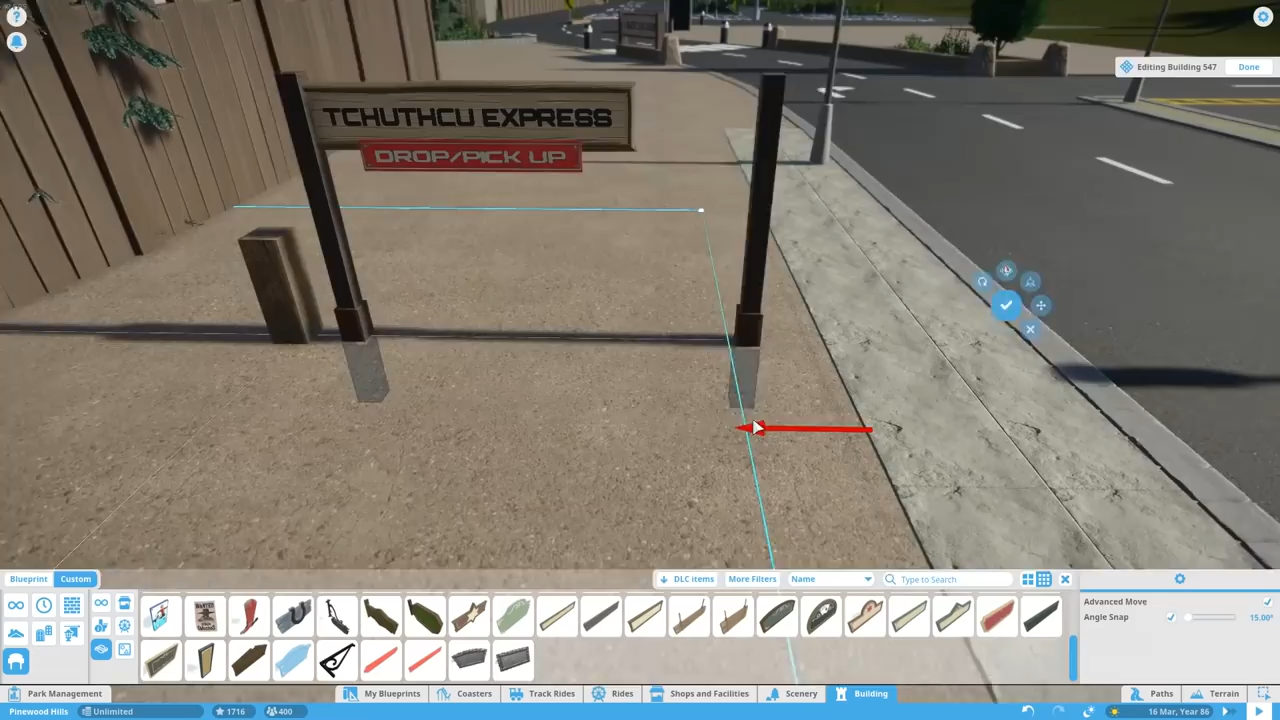 Editing Building 547
Done
TCHUTHCU EXPRESS
DROP/PICK UP
Blueprint
Custom
DLC items
More Filters
Name
Type to Search
Advanced Move
Angle Snap
15.00°
Park Management
My Blueprints
Coasters
Track Rides
Rides
Shops and Facilities
Scenery
Building
Paths
Terrain
Pinewood Hills
Unlimited
1716
400
16 Mar, Year 86